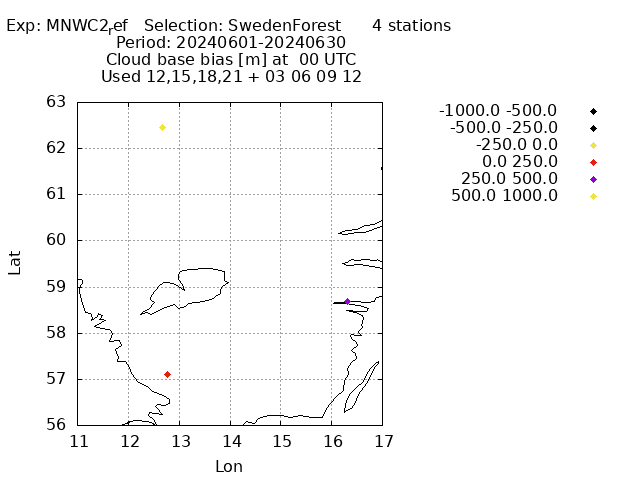 Exp: MNWC2ref   Selection: SwedenForest      4 stations
Period: 20240601-20240630
Cloud base bias [m] at  00 UTC
Used 12,15,18,21 + 03 06 09 12
-1000.0 -500.0
-500.0 -250.0
-250.0 0.0
0.0 250.0
250.0 500.0
500.0 1000.0
63
62
61
60
59
58
57
56
Lat
11 12 13 14 15 16 17
Lon